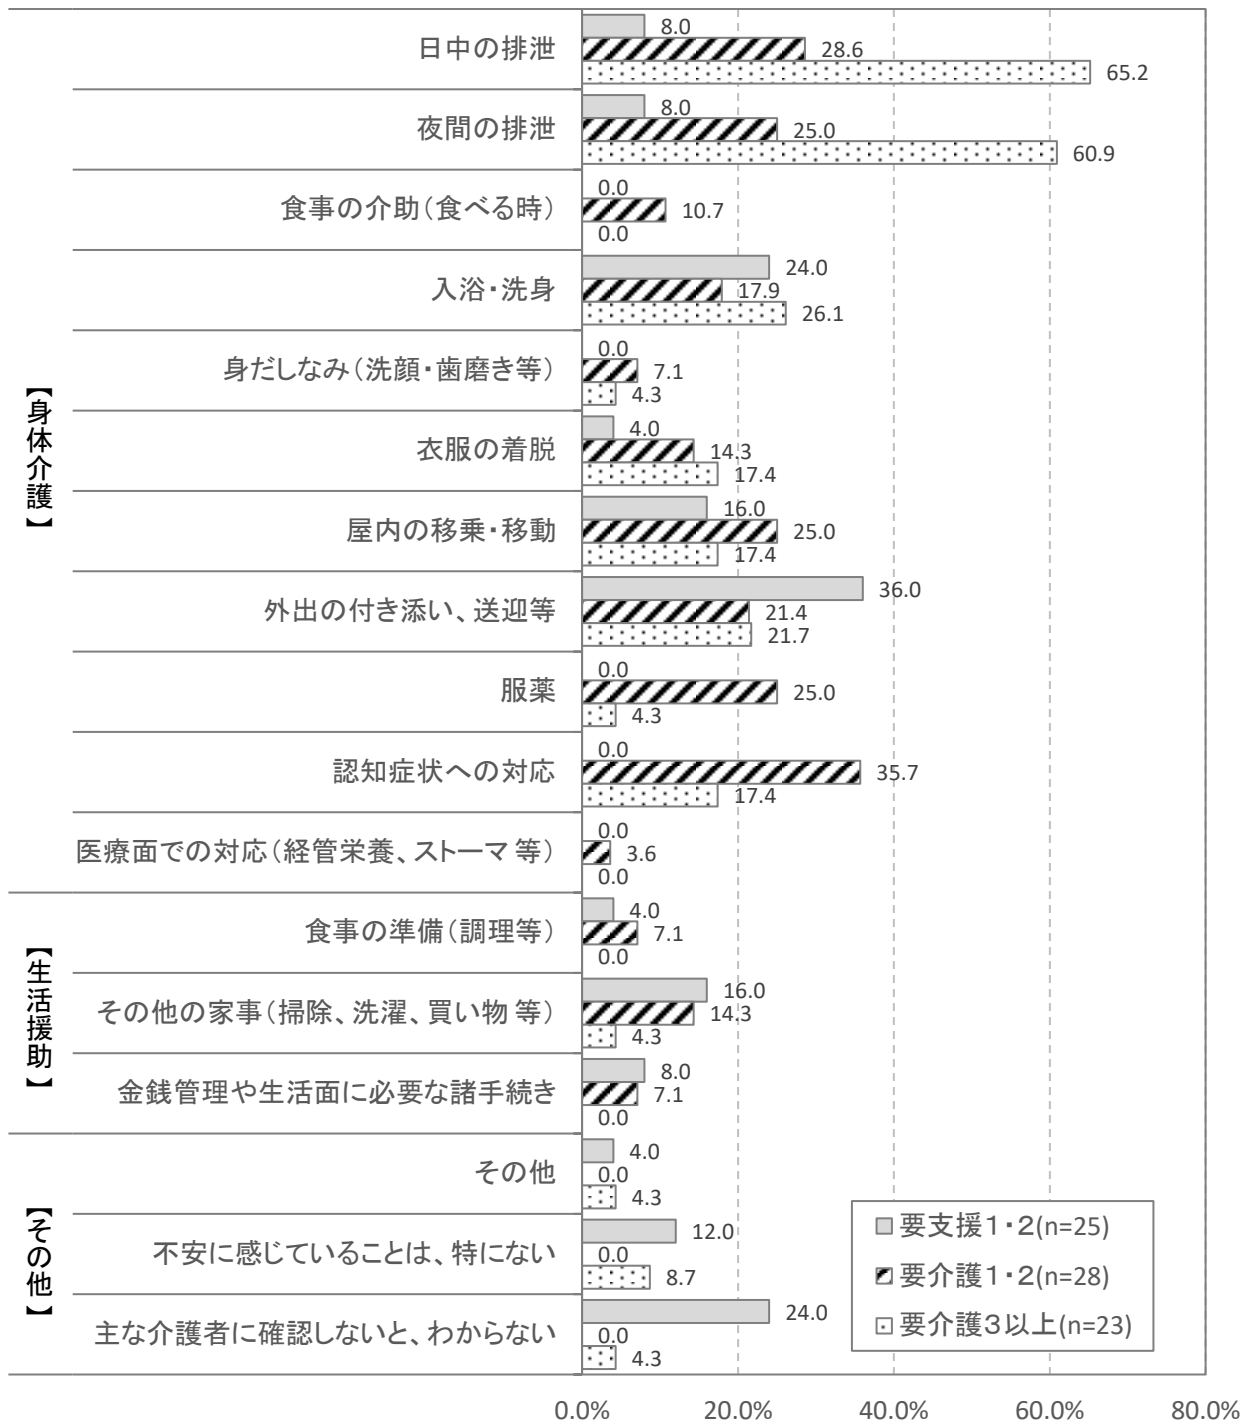 【身体介護】
日中の排泄
8.0
28.6
65.2
夜間の排泄
8.0
25.0
60.9
食事の介助（食べる時）
0.0
10.7
0.0
入浴・洗身
24.0
17.9
26.1
身だしなみ（洗顔・歯磨き等）
0.0
7.1
4.3
衣服の着脱
4.0
14.3
17.4
屋内の移乗・移動
16.0
25.0
17.4
外出の付き添い、送迎等
36.0
21.4
21.7
服薬
0.0
25.0
4.3
認知症状への対応
0.0
35.7
17.4
医療面での対応（経管栄養、ストーマ 等）
0.0
3.6
0.0
【生活援助】
食事の準備（調理等）
4.0
7.1
0.0
その他の家事（掃除、洗濯、買い物 等）
16.0
14.3
4.3
金銭管理や生活面に必要な諸手続き
8.0
7.1
0.0
【その他】
その他
4.0
0.0
4.3
不安に感じていることは、特にない
12.0
0.0
8.7
主な介護者に確認しないと、わからない
24.0
0.0
4.3
要支援１・２(n=25)
要介護１・２(n=28)
要介護３以上(n=23)
0.0% 20.0% 40.0% 60.0% 80.0%